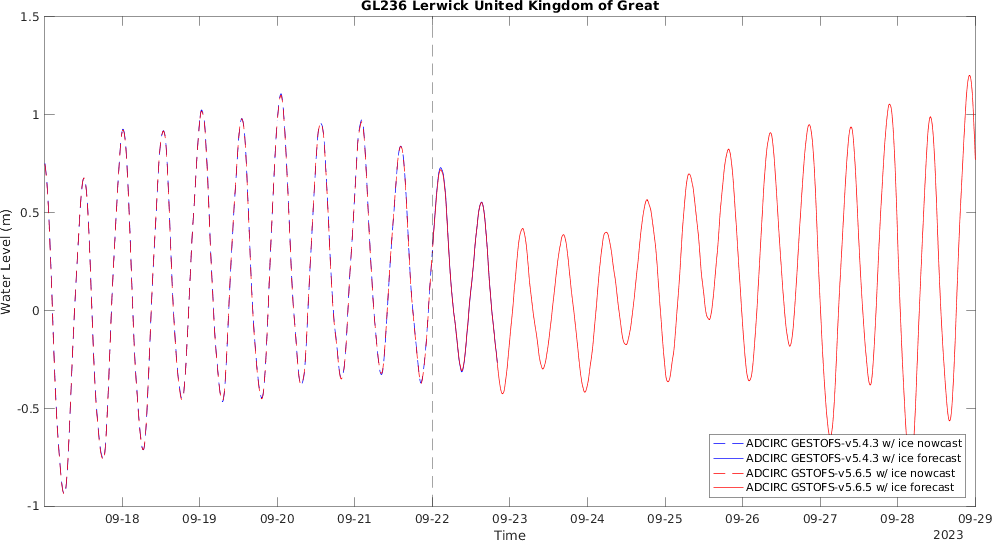 GL236 Lerwick United Kingdom of Great
1.5
1
0.5
0
-0.5
-1
Water Level (m)
ADCIRC GESTOFS-v5.4.3 w/ ice nowcast
ADCIRC GESTOFS-v5.4.3 w/ ice forecast
ADCIRC GSTOFS-v5.6.5 w/ ice nowcast
ADCIRC GSTOFS-v5.6.5 w/ ice forecast
09-18 09-19 09-20 09-21 09-22 09-23 09-24 09-25 09-26 09-27 09-28 09-29
Time
2023